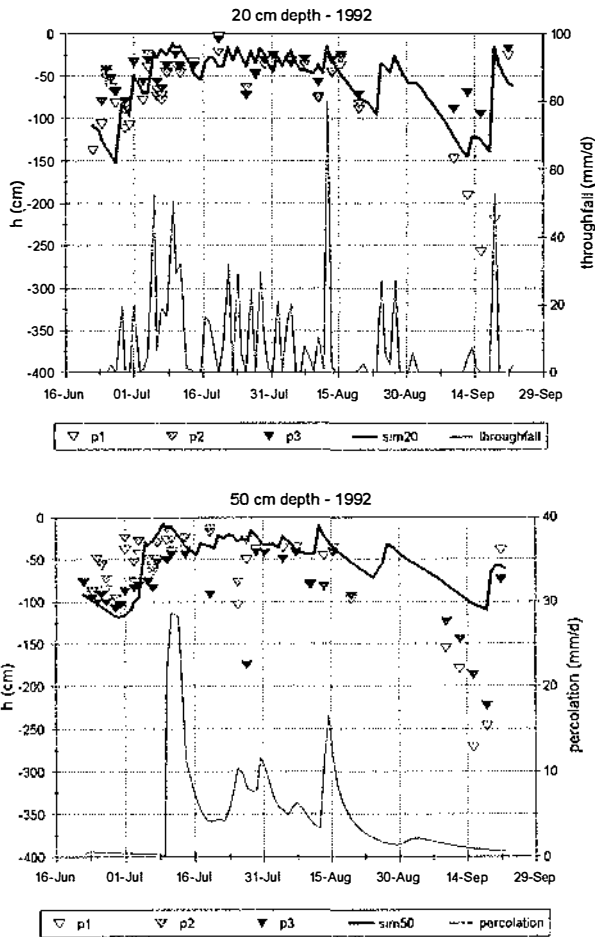 20 cm depth - 1992
0 100
-50
-100 80
-150
60
-200
-250 40
-300
20
-350
-400 0
h (cm)
throughfall (mm/d)
16-Jun 01-Jul 16-Jul 31-Jul 15-Aug 30-Aug 14-Sep 29-Sep
p1 p2 p3 sim20 throughfall
50 cm depth - 1992
0 40
-50
-100 30
-150
-200 20
-250
-300 10
-350
-400 0
h (cm)
percolation (mm/d)
16-Jun 01-Jul 16-Jul 31-Jul 15-Aug 30-Aug 14-Sep 29-Sep
p1 p2 p3 sim50 percolation